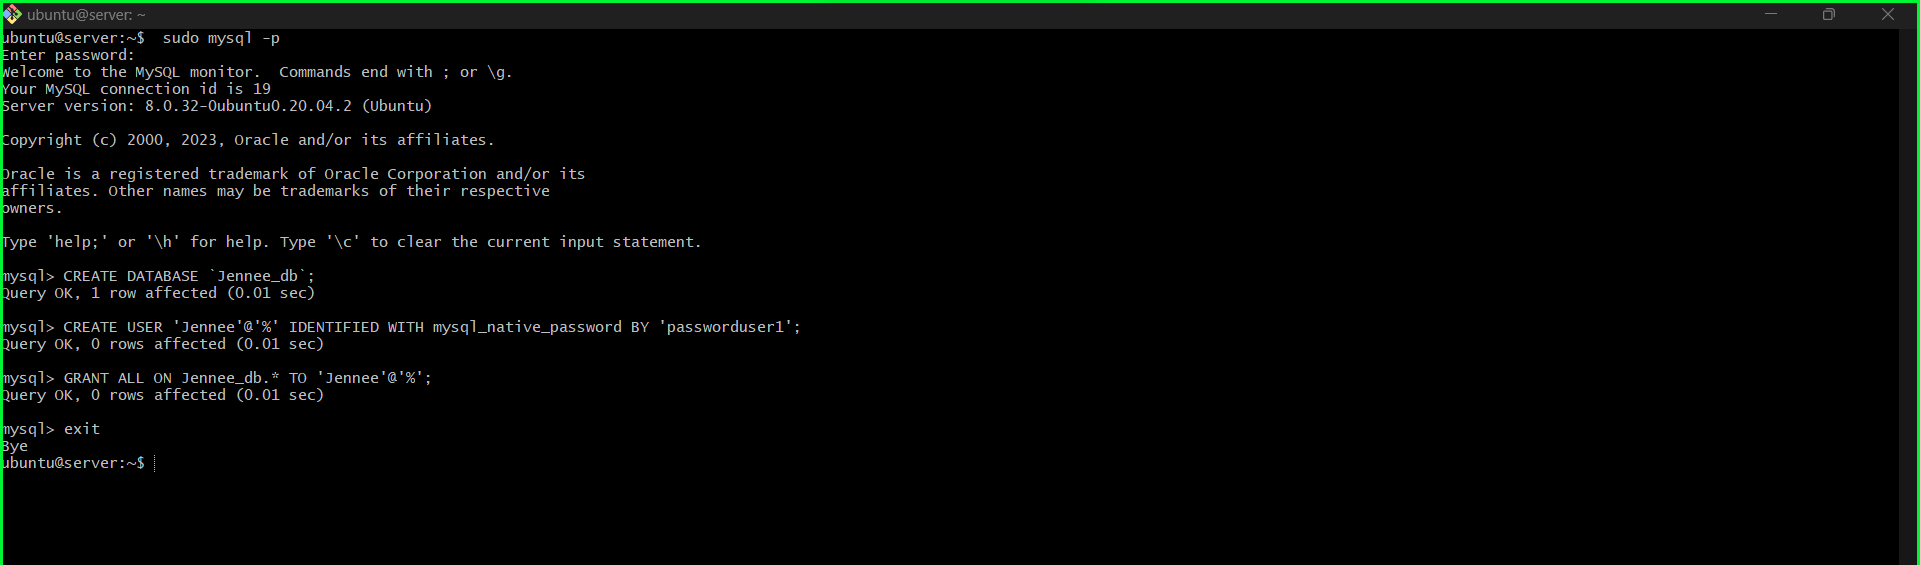 ubuntu@server: ~
ubuntu@server:~$  sudo mysql -p
Enter password:
Welcome to the MySQL monitor.  Commands end with ; or \g.
Your MySQL connection id is 19
Server version: 8.0.32-0ubuntu0.20.04.2 (Ubuntu)
Copyright (c) 2000, 2023, Oracle and/or its affiliates.
Oracle is a registered trademark of Oracle Corporation and/or its
affiliates. Other names may be trademarks of their respective
owners.
Type 'help;' or '\h' for help. Type '\c' to clear the current input statement.
mysql> CREATE DATABASE `Jennee_db`;
Query OK, 1 row affected (0.01 sec)
mysql> CREATE USER 'Jennee'@'%' IDENTIFIED WITH mysql_native_password BY 'passworduser1';
Query OK, 0 rows affected (0.01 sec)
mysql> GRANT ALL ON Jennee_db.* TO 'Jennee'@'%';
Query OK, 0 rows affected (0.01 sec)
mysql> exit
Bye
ubuntu@server:~$